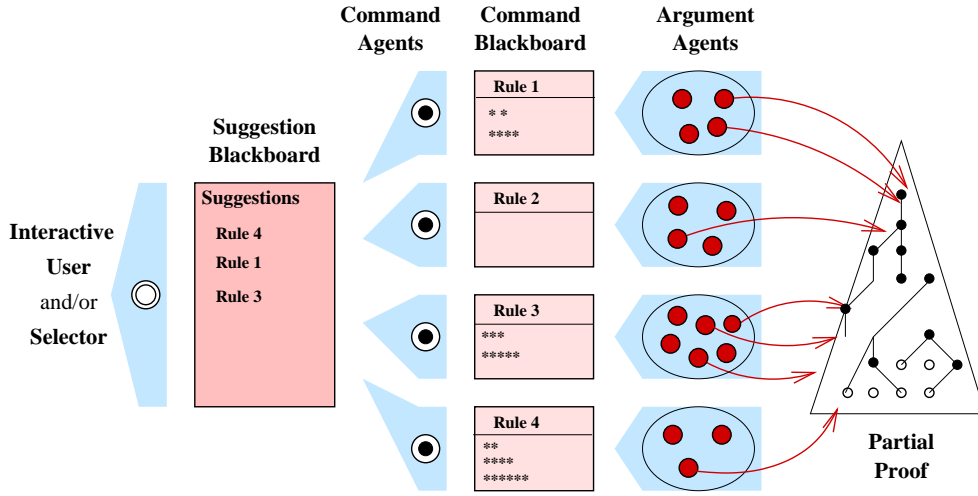 Command
Agents
Command
Blackboard
Argument
Agents
Suggestion
Blackboard
Interactive
User
and/or
Selector
Suggestions
Rule 4
Rule 1
Rule 3
Rule 1
* *
****
Rule 2
Rule 3
***
*****
Rule 4
**
****
******
Partial
Proof